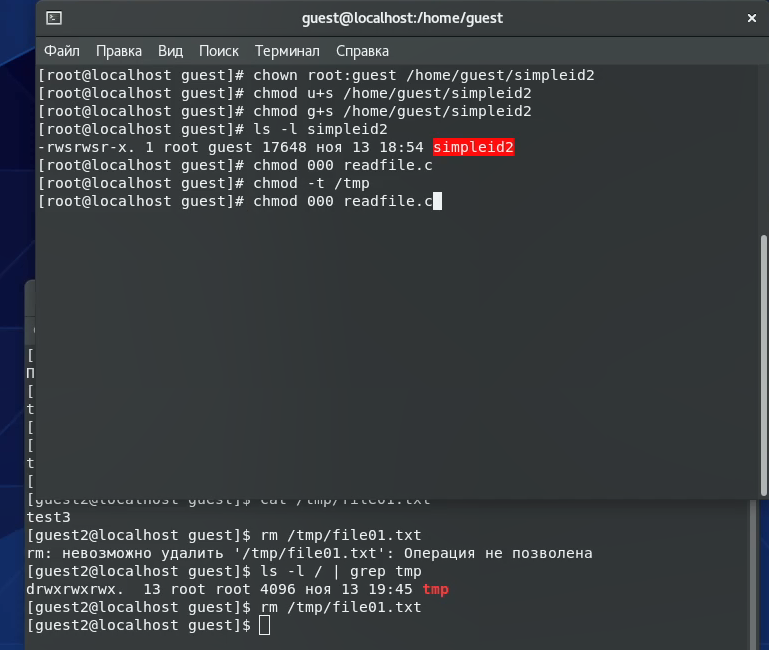 guest@localhost:/home/guest
Файл Правка Вид Поиск Терминал Справка
[root@localhost guest]# chown root:guest /home/guest/simpleid2
[root@localhost guest]# chmod u+s /home/guest/simpleid2
[root@localhost guest]# chmod g+s /home/guest/simpleid2
[root@localhost guest]# ls -l simpleid2
-rwsrwsr-x. 1 root guest 17648 ноя 13 18:54 simpleid2
[root@localhost guest]# chmod 000 readfile.c
[root@localhost guest]# chmod -t /tmp
[root@localhost guest]# chmod 000 readfile.c
[
П
[
t
[
[
t
[
[guest2@localhost guest]$ cat /tmp/file01.txt
test3
[guest2@localhost guest]$ rm /tmp/file01.txt
rm: невозможно удалить '/tmp/file01.txt': Операция не позволена
[guest2@localhost guest]$ ls -l / | grep tmp
drwxrwxrwx.  13 root root 4096 ноя 13 19:45 tmp
[guest2@localhost guest]$ rm /tmp/file01.txt
[guest2@localhost guest]$